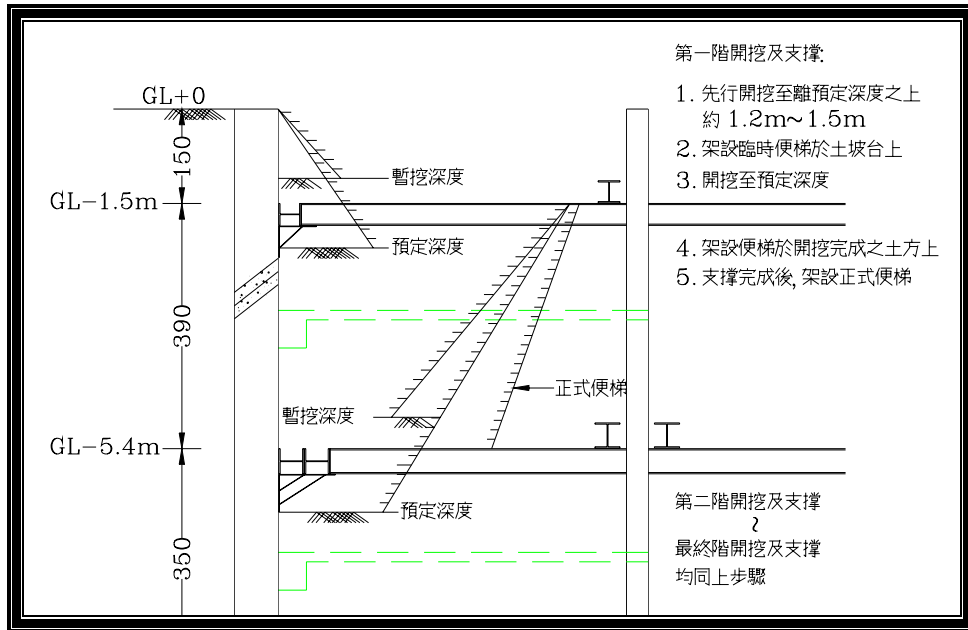 GL+0
150
GL-1.5m
390
GL-5.4m
350
暫挖深度
預定深度
正式便梯
暫挖深度
預定深度
第一階開挖及支撐:
1. 先行開挖至離預定深度之上
約 1.2m~1.5m
2. 架設臨時便梯於土坡台上
3. 開挖至預定深度
4. 架設便梯於開挖完成之土方上
5. 支撐完成後, 架設正式便梯
第二階開挖及支撐
~
最終階開挖及支撐
均同上步驟